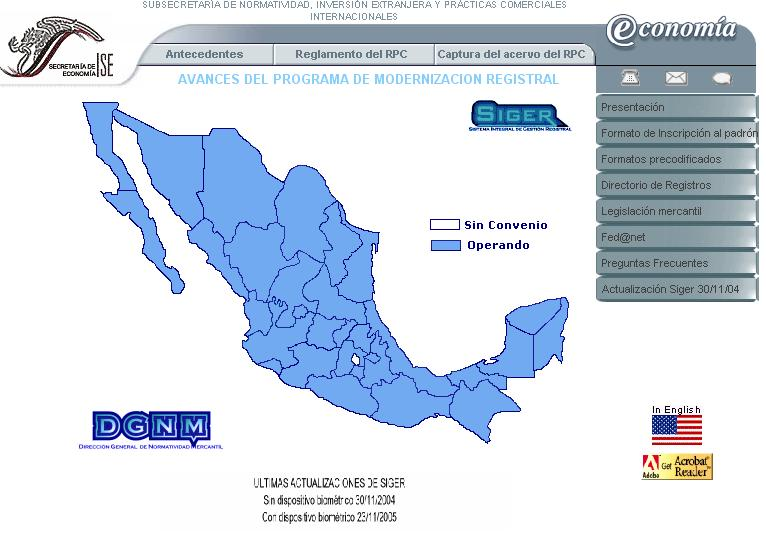 SUBSECRETARÍA DE NORMATIVIDAD, INVERSIÓN EXTRANJERA Y PRÁCTICAS COMERCIALES
INTERNACIONALES
SECRETARÍA DE
ECONOMÍA
SE
economía
Antecedentes
Reglamento del RPC
Captura del acervo del RPC
AVANCES DEL PROGRAMA DE MODERNIZACION REGISTRAL
SIGER
SISTEMA INTEGRAL DE GESTIÓN REGISTRAL
Presentación
Formato de Inscripción al padrón
Formatos precodificados
Directorio de Registros
Legislación mercantil
Fed@net
Preguntas Frecuentes
Actualización Siger 30/11/04
Sin Convenio
Operando
DGNM
DIRECCIÓN GENERAL DE NORMATIVIDAD MERCANTIL
In English
Get Acrobat
Adobe Reader
ULTIMAS ACTUALIZACIONES DE SIGER
Sin dispositivo biométrico 30/11/2004
Con dispositivo biométrico 23/11/2005